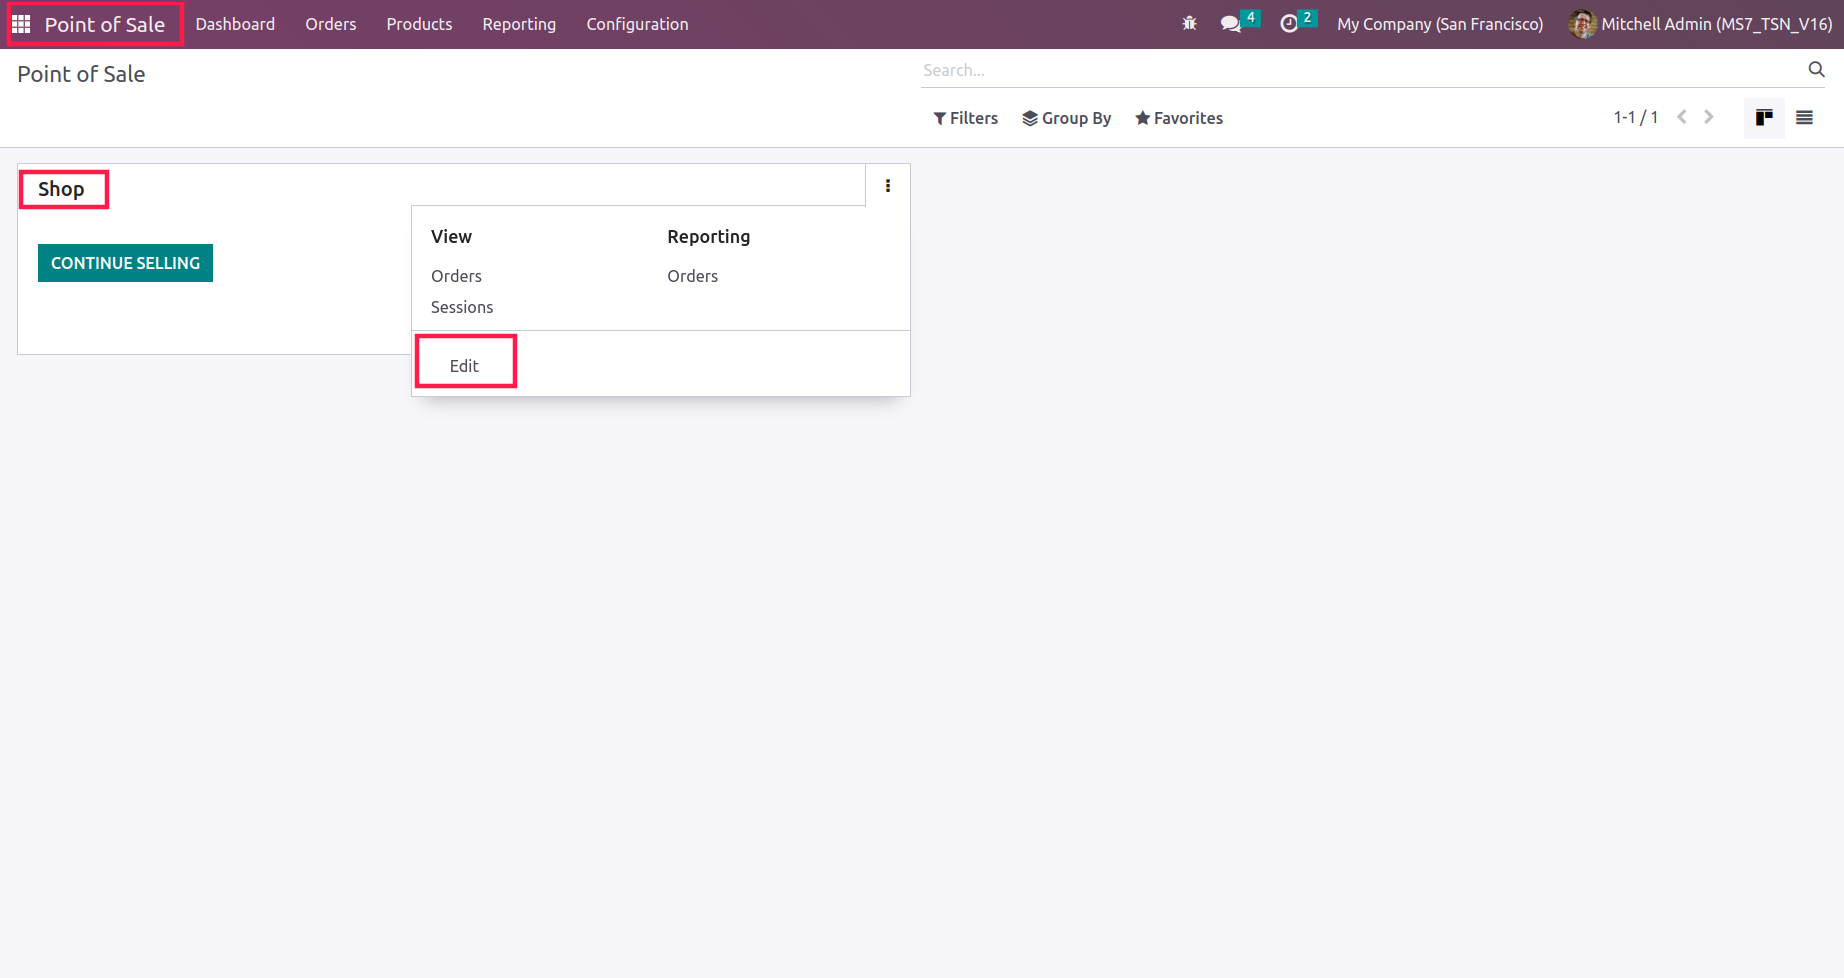 Point of Sale Dashboard Orders Products Reporting Configuration 4 2 My Company (San Francisco) Mitchell Admin (MS7_TSN_V16)
Point of Sale
Search...
Filters Group By Favorites 1-1 / 1
Shop
View Reporting
CONTINUE SELLING
Orders Orders
Sessions
Edit